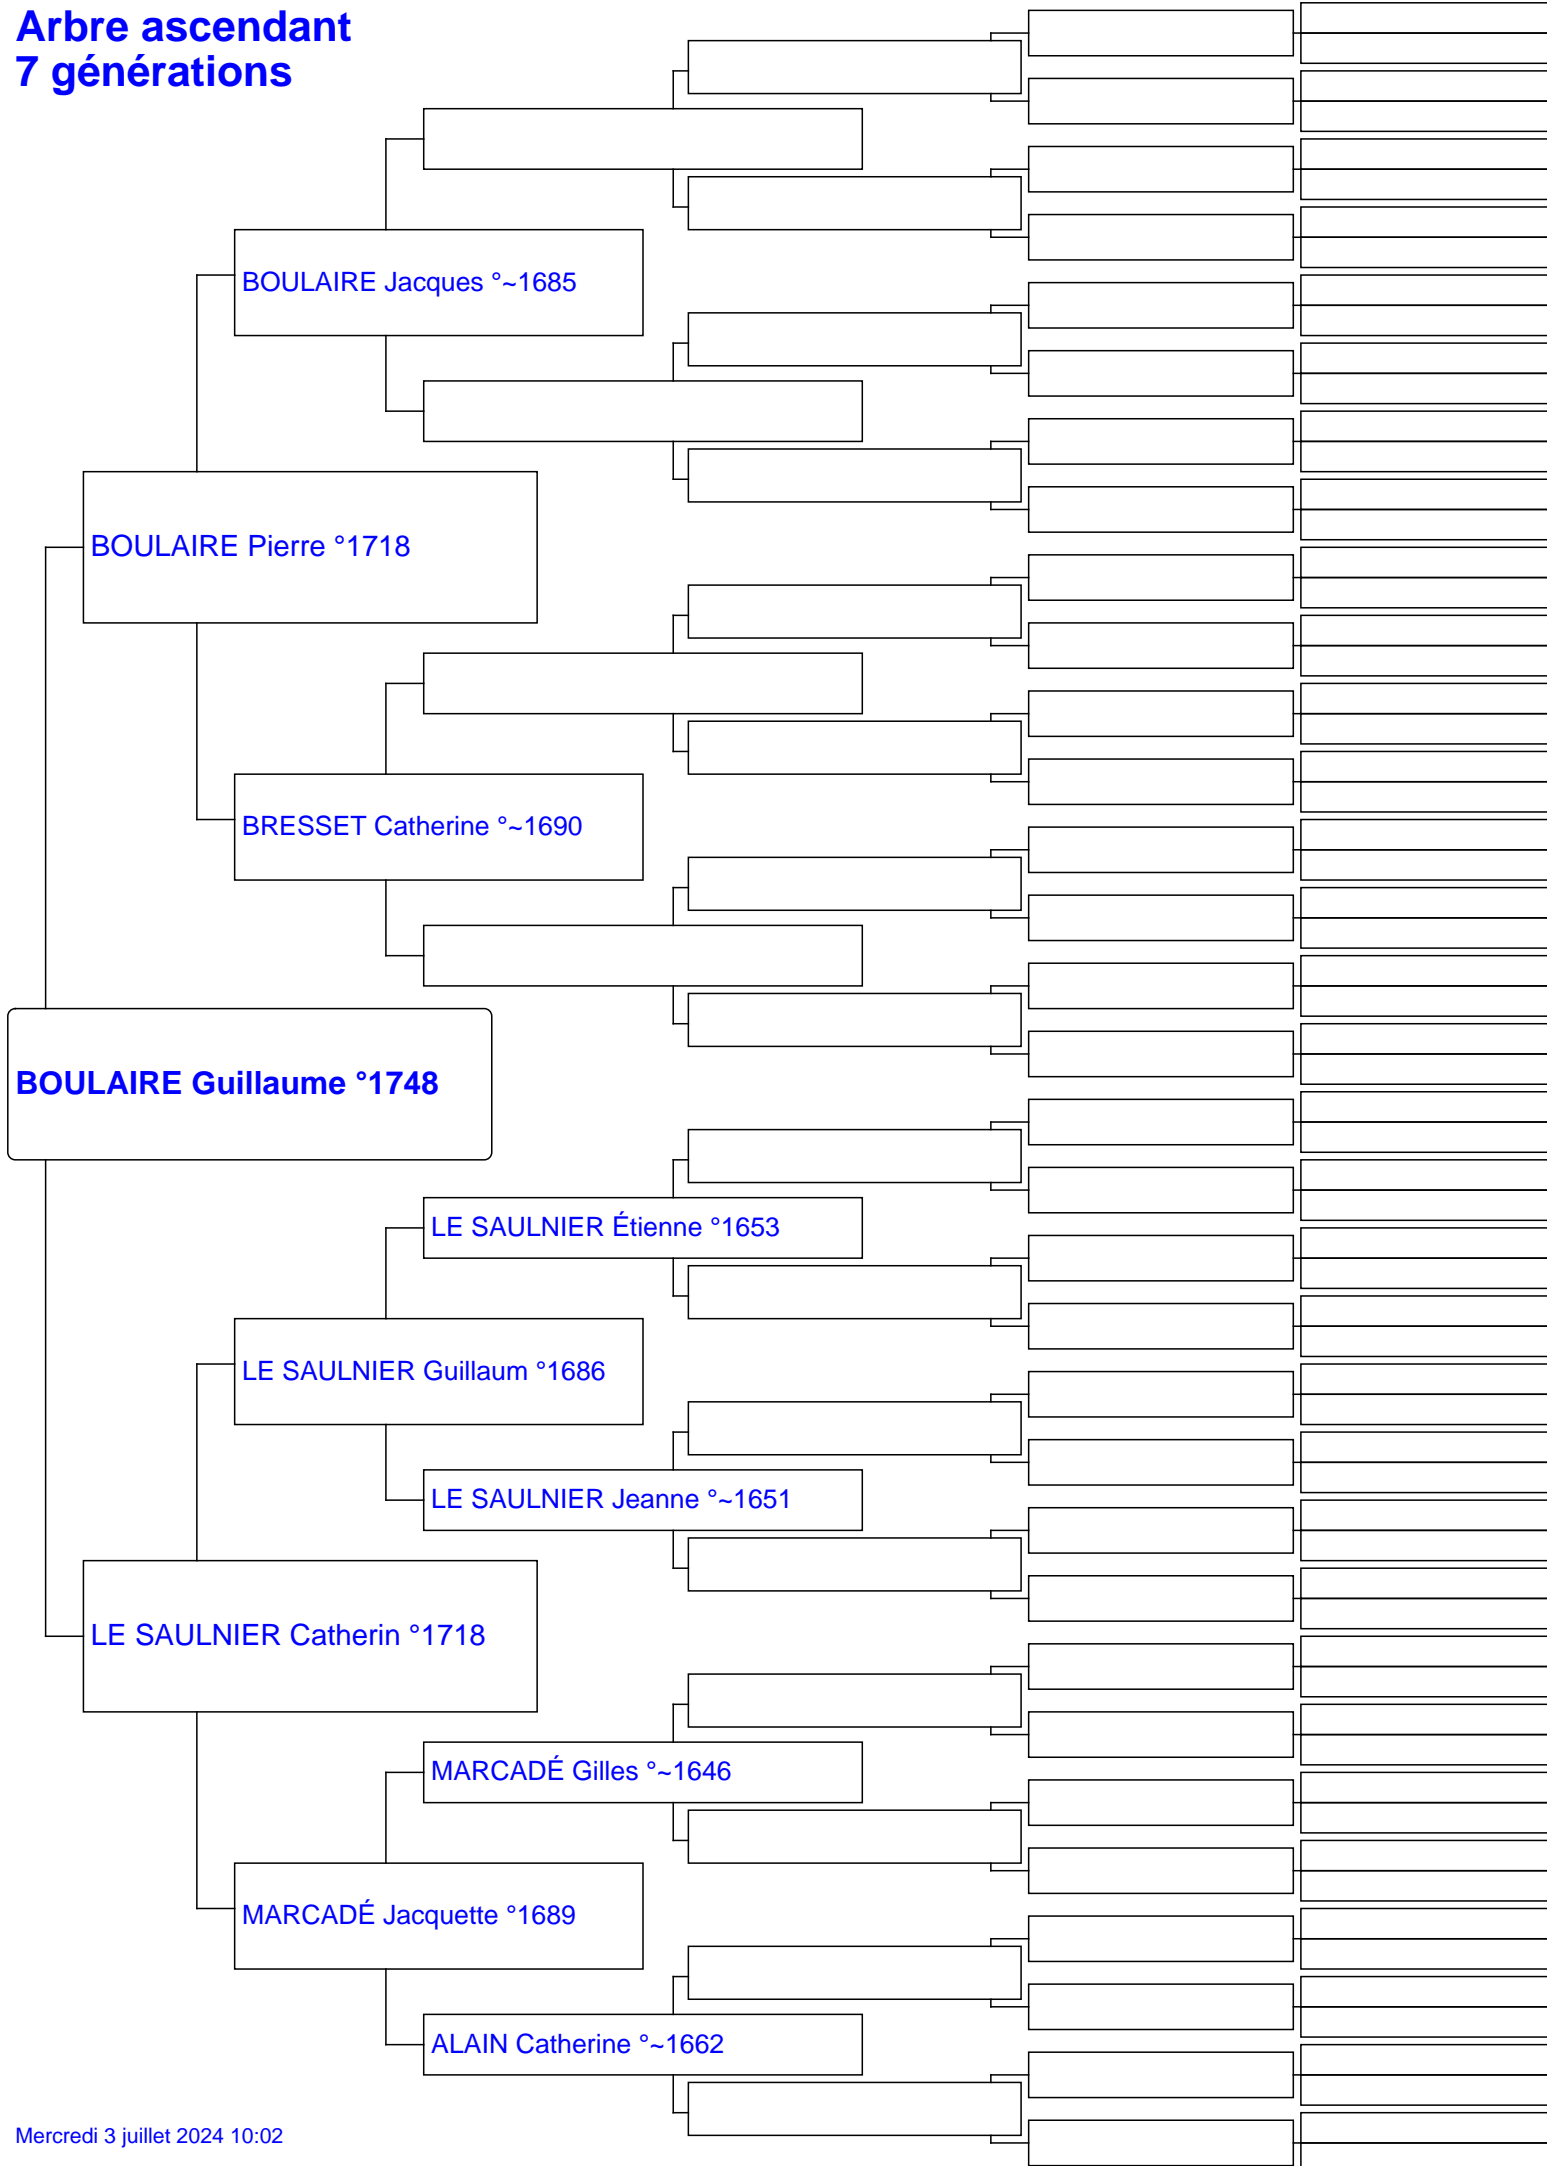 Arbre ascendant
7 générations
BOULAIRE Jacques °~1685
BOULAIRE Pierre °1718
BRESSET Catherine °~1690
BOULAIRE Guillaume °1748
LE SAULNIER Étienne °1653
LE SAULNIER Guillaum °1686
LE SAULNIER Jeanne °~1651
LE SAULNIER Catherin °1718
MARCADÉ Gilles °~1646
MARCADÉ Jacquette °1689
ALAIN Catherine °~1662
Mercredi 3 juillet 2024 10:02